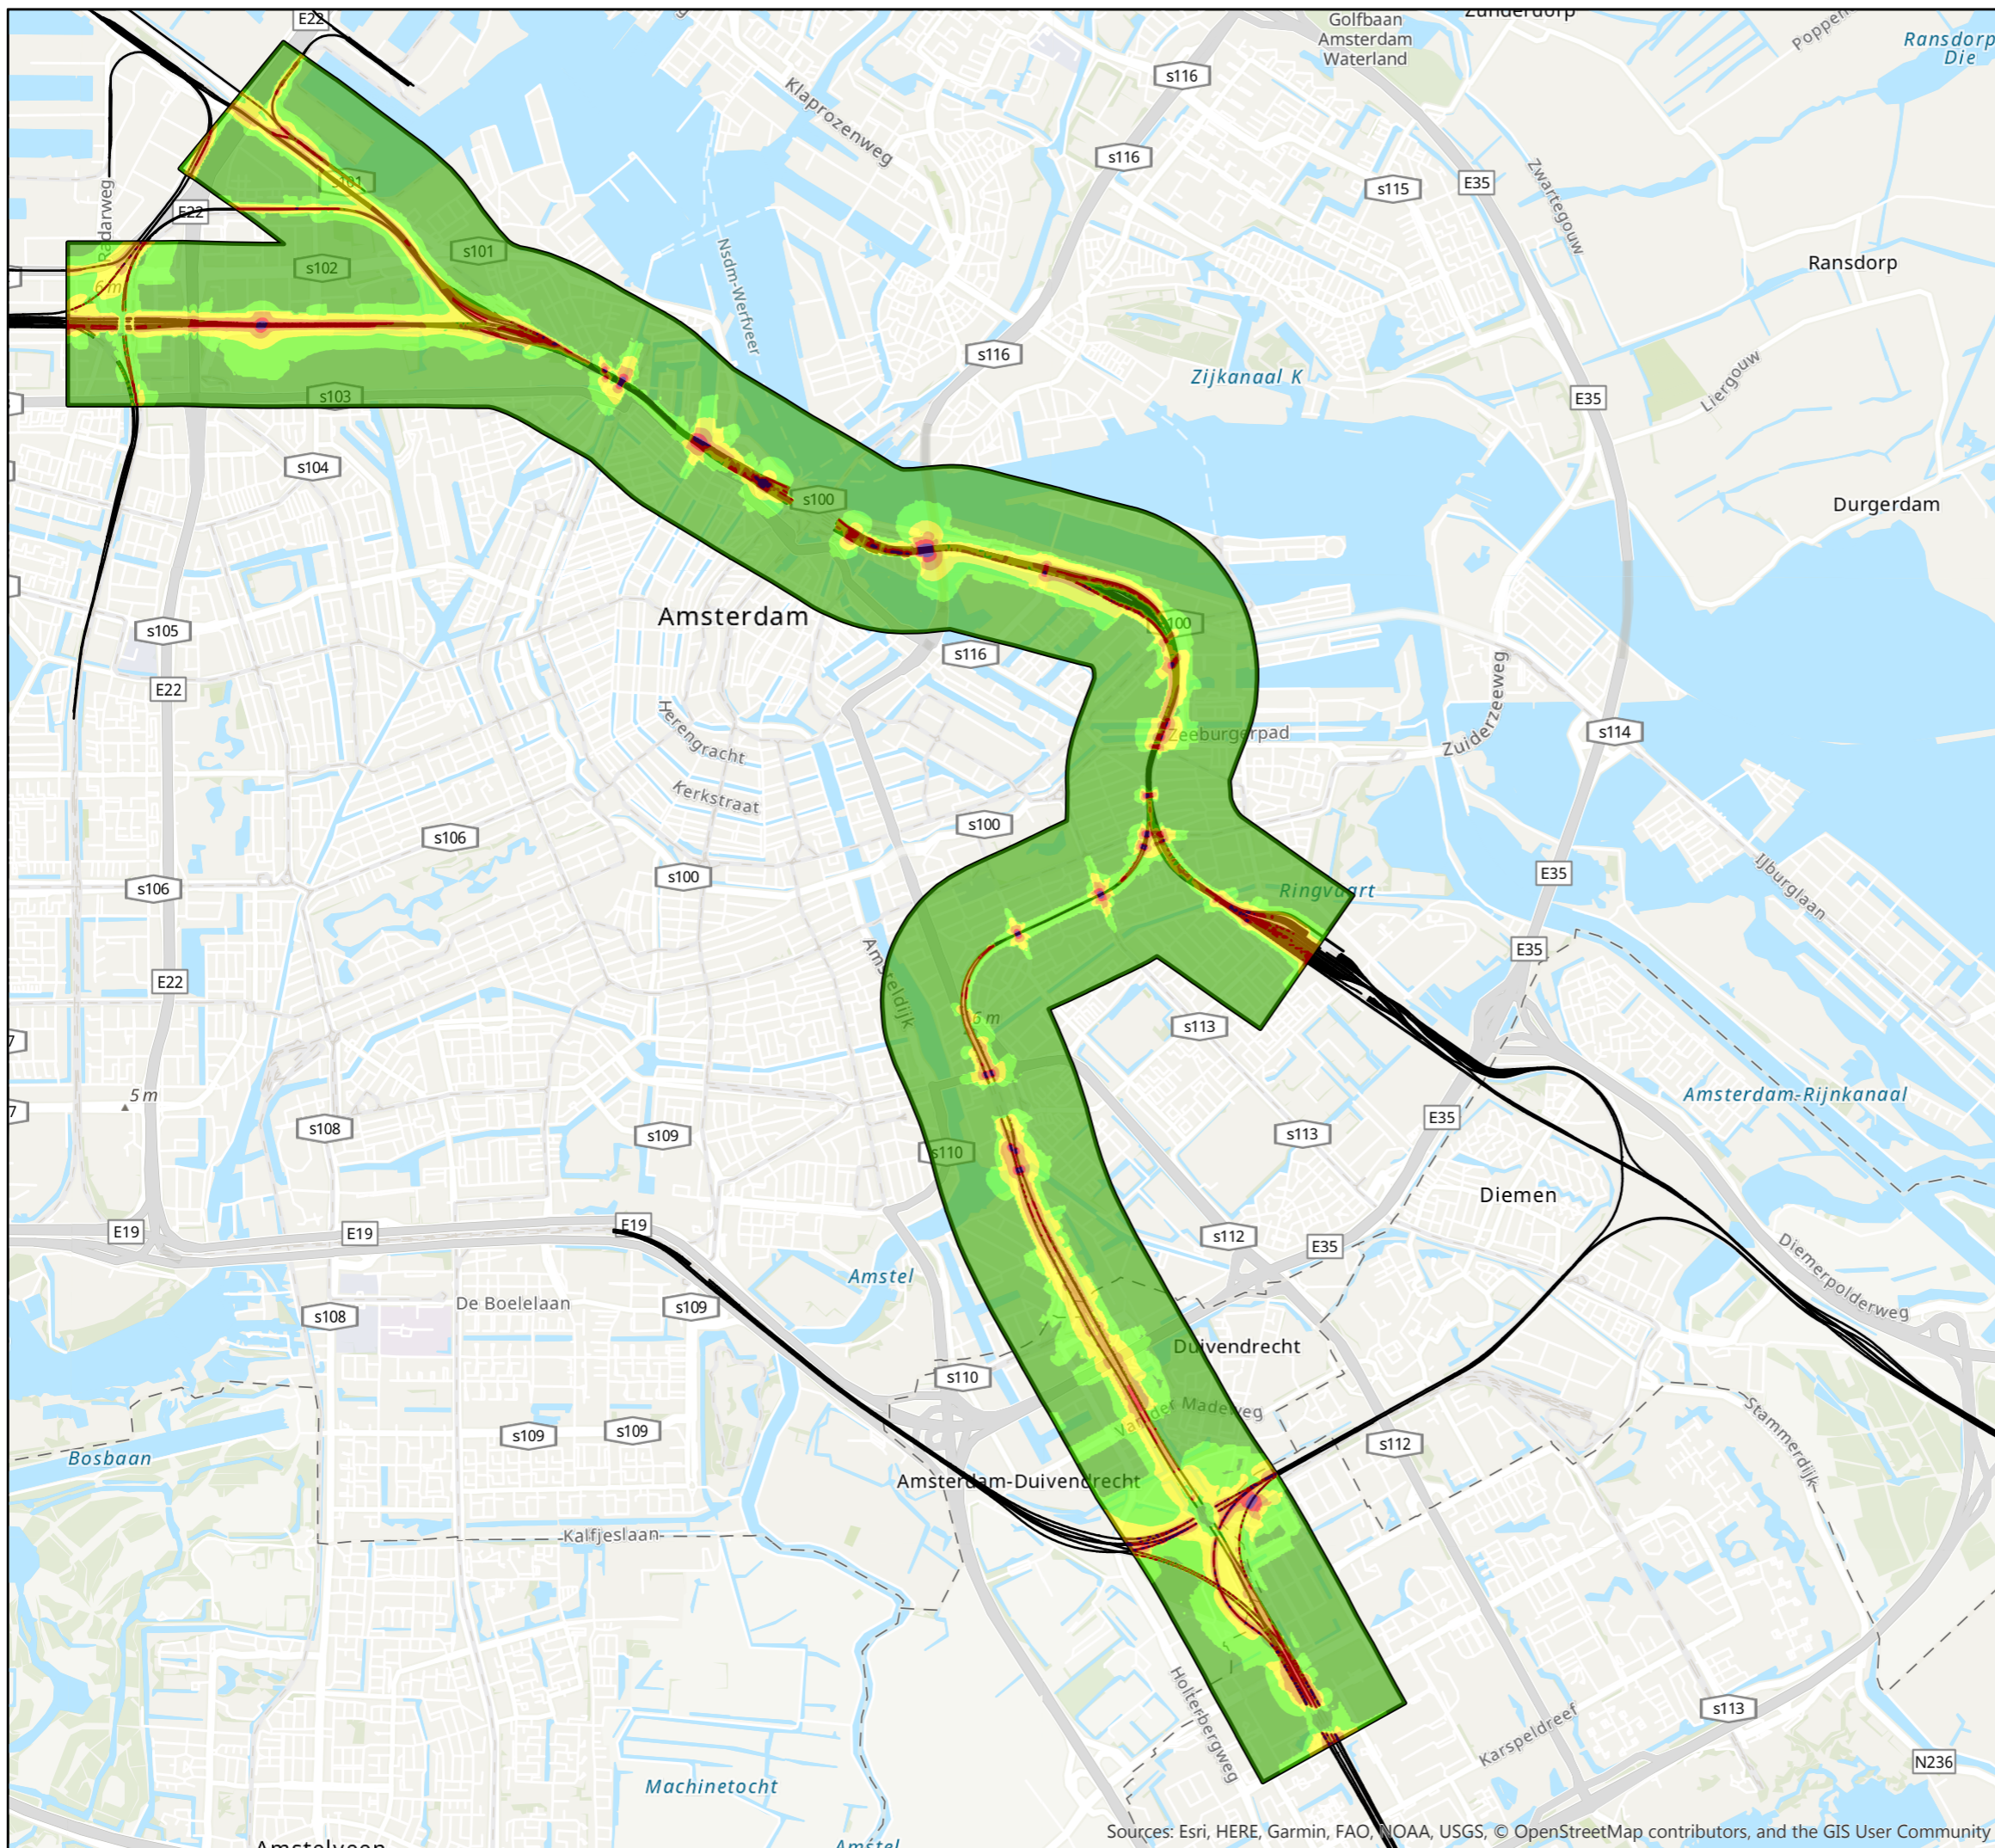 E22
Zunderdorp
Golfbaan
Amsterdam
Waterland
Ransdorp
Die
s116
Klaprozenweg
s116
s115
E35
s101
Zwartegouw
Radarweg
E22
s101
s102
Ransdorp
6 m
Nsdm-Werfveer
s116
Zijkanaal K
Liergouw
s103
E35
s104
s100
Durgerdam
Amsterdam
s100
s105
s116
E22
Zuiderzeeweg
Herengracht
Zeeburgerpad
s114
Kerkstraat
s100
s106
s106
s100
E35
IJburglaan
Ringvaart
Amsteldijk
E35
E22
6 m
s113
7
5 m
Amsterdam-Rijnkanaal
7
s108
s109
E35
s113
s110
Diemen
E19
E19
E19
s112
E35
Diemerpolderweg
Amstel
De Boelelaan
s109
s108
Duivendrecht
s110
Van der Madeweg
Stammerdijk
s109
s109
s112
Bosbaan
Amsterdam-Duivendrecht
Kalfjeslaan
Holterbergweg
s113
Karspeldreef
N236
Machinetocht
Amstelveen
Amstel
Sources: Esri, HERE, Garmin, FAO, NOAA, USGS, © OpenStreetMap contributors, and the GIS User Community